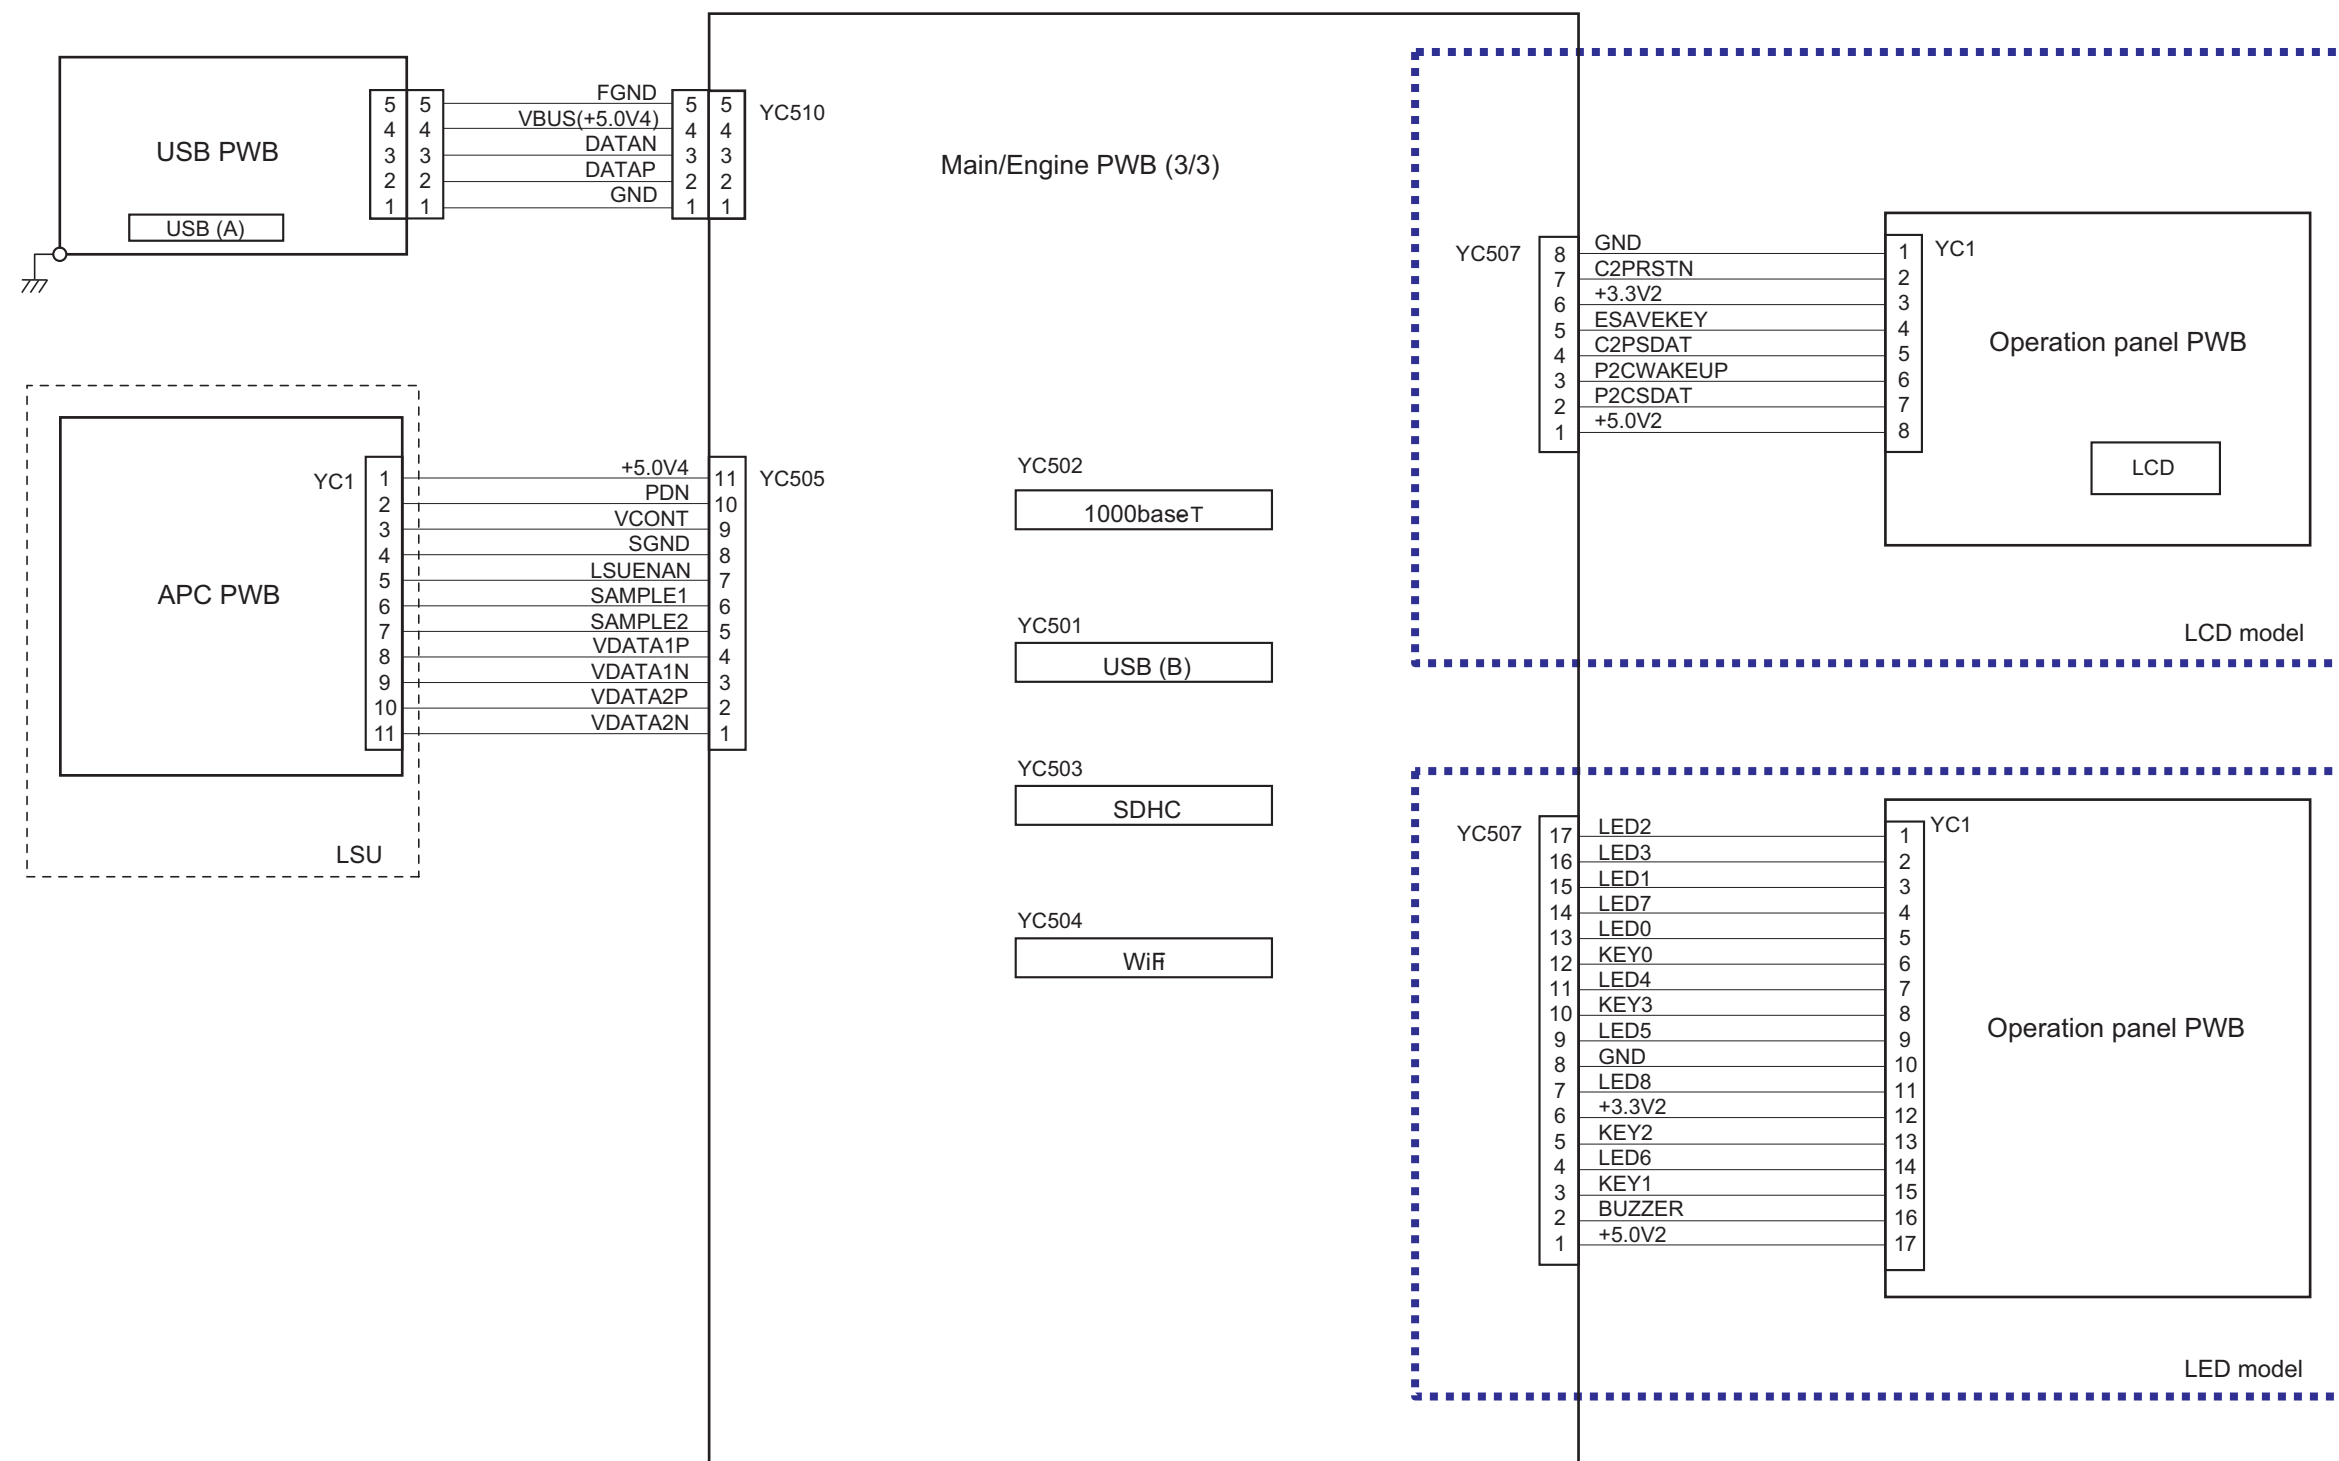 USB PWB
USB (A)
5 5 FGND 5 5 YC510
4 4 VBUS(+5.0V4) 4 4
3 3 DATAN 3 3
2 2 DATAP 2 2
1 1 GND 1 1
Main/Engine PWB (3/3)
APC PWB
LSU
YC1 1 +5.0V4 11 YC505
2 PDN 10
3 VCONT 9
4 SGND 8
5 LSUENAN 7
6 SAMPLE1 6
7 SAMPLE2 5
8 VDATA1P 4
9 VDATA1N 3
10 VDATA2P 2
11 VDATA2N 1
YC502
1000baseT
YC501
USB (B)
YC503
SDHC
YC504
WiFi
YC507 8 GND 1 YC1
7 C2PRSTN 2
6 +3.3V2 3
5 ESAVEKEY 4
4 C2PSDAT 5
3 P2CWAKEUP 6
2 P2CSDAT 7
1 +5.0V2 8
Operation panel PWB
LCD
LCD model
YC507 17 LED2 1 YC1
16 LED3 2
15 LED1 3
14 LED7 4
13 LED0 5
12 KEY0 6
11 LED4 7
10 KEY3 8
9 LED5 9
8 GND 10
7 LED8 11
6 +3.3V2 12
5 KEY2 13
4 LED6 14
3 KEY1 15
2 BUZZER 16
1 +5.0V2 17
Operation panel PWB
LED model